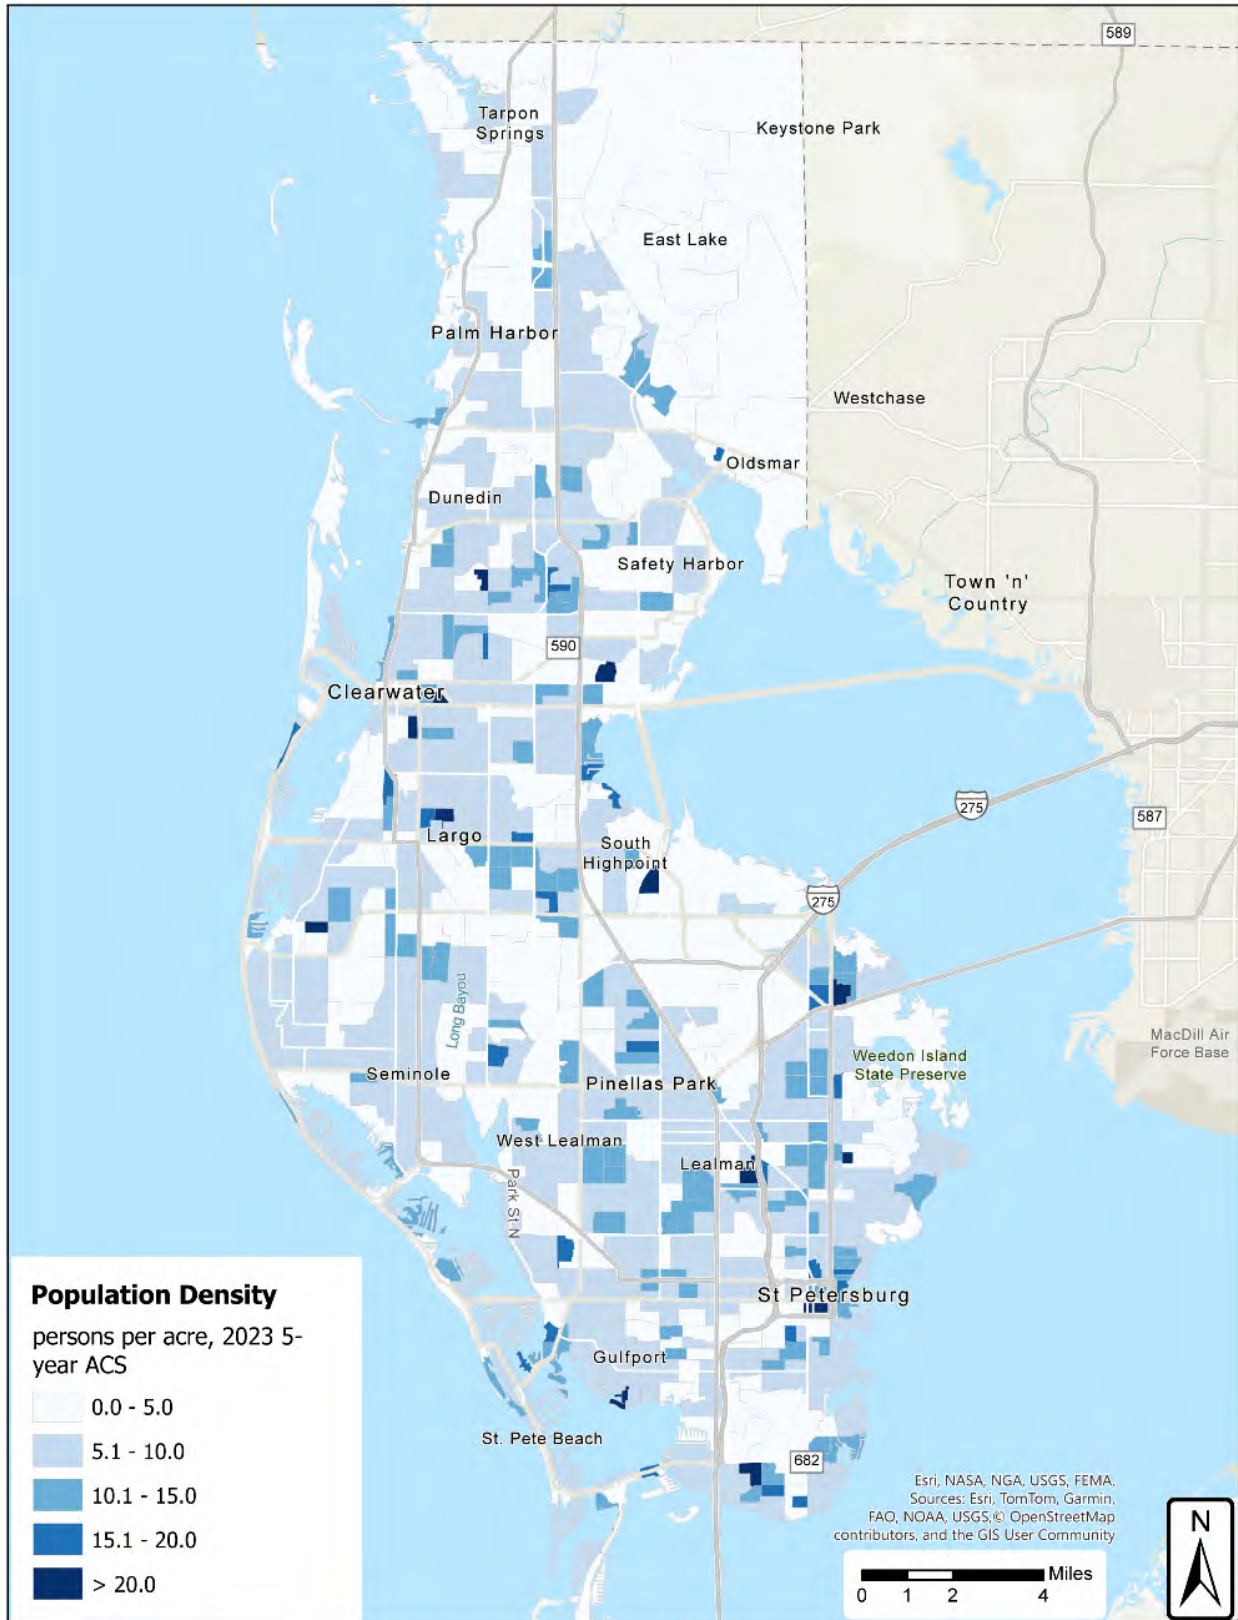 589
Tarpon
Springs
Keystone Park
East Lake
Palm Harbor
Westchase
Oldsmar
Dunedin
Safety Harbor
Town 'n'
Country
590
Clearwater
275
587
Largo
South
Highpoint
275
Long Bayou
MacDill Air
Force Base
Weedon Island
State Preserve
Seminole
Pinellas Park
West Lealman
Lealman
Park St N
St Petersburg
Gulfport
St. Pete Beach
682
Population Density
persons per acre, 2023 5-
year ACS
0.0 - 5.0
5.1 - 10.0
10.1 - 15.0
15.1 - 20.0
> 20.0
Esri, NASA, NGA, USGS, FEMA,
Sources: Esri, TomTom, Garmin,
FAO, NOAA, USGS,© OpenStreetMap
contributors, and the GIS User Community
Miles
0 1 2 4
N